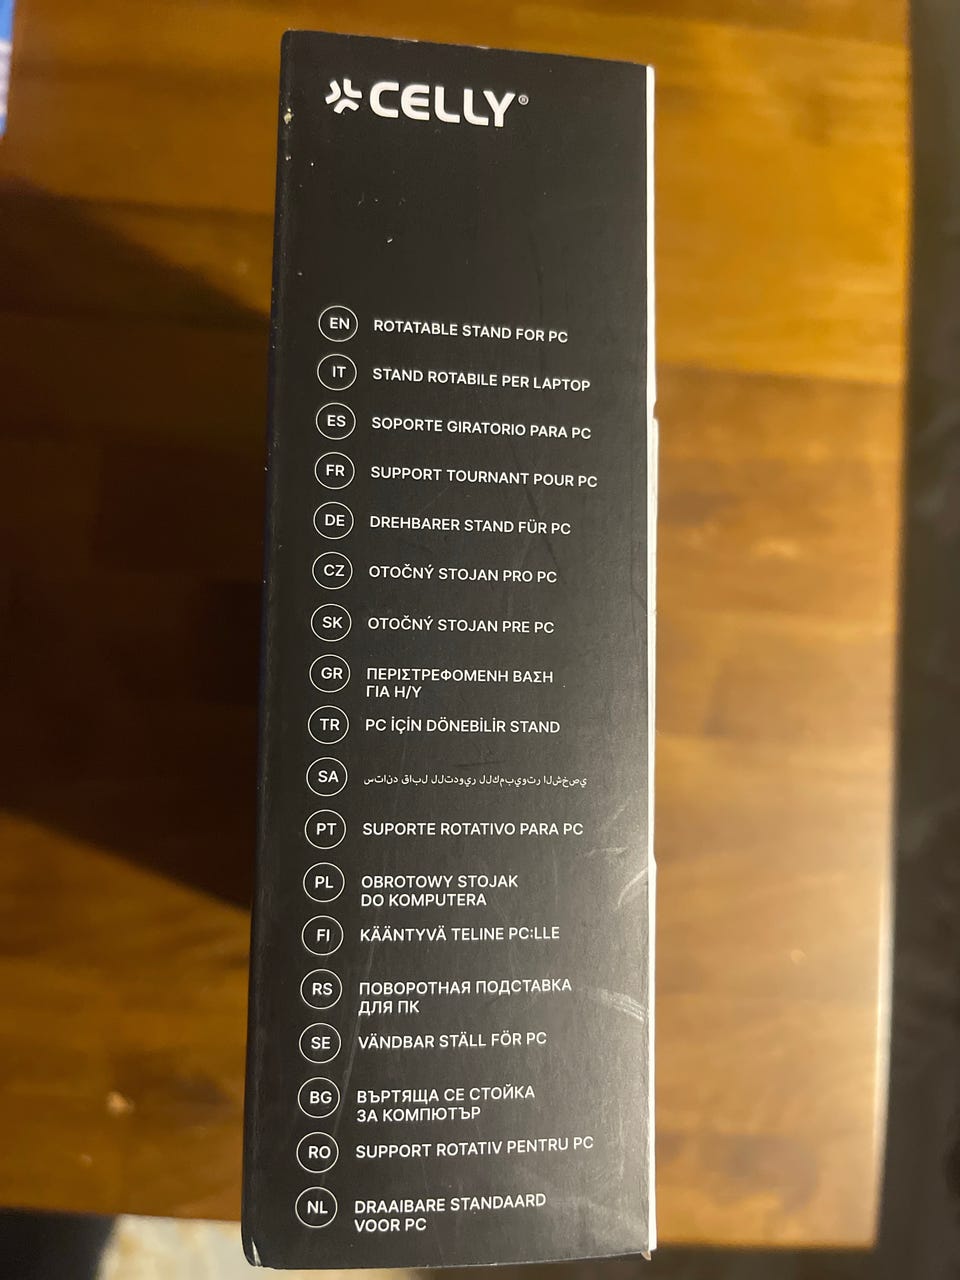 CELLY®
EN ROTATABLE STAND FOR PC
IT STAND ROTABILE PER LAPTOP
ES SOPORTE GIRATORIO PARA PC
FR SUPPORT TOURNANT POUR PC
DE DREHBARER STAND FÜR PC
CZ OTOČNÝ STOJAN PRO PC
SK OTOČNÝ STOJAN PRE PC
GR ΠΕΡΙΣΤΡΕΦΟΜΕΝΗ ΒΑΣΗ
ΓΙΑ Η/Υ
TR PC İÇİN DÖNEBİLİR STAND
SA ستاند قابل للتدوير للكمبيوتر الشخصي
PT SUPORTE ROTATIVO PARA PC
PL OBROTOWY STOJAK
DO KOMPUTERA
FI KÄÄNTYVÄ TELINE PC:LLE
RS ПОВОРОТНАЯ ПОДСТАВКА
ДЛЯ ПК
SE VÄNDBAR STÄLL FÖR PC
BG ВЪРТЯЩА СЕ СТОЙКА
ЗА КОМПЮТЪР
RO SUPPORT ROTATIV PENTRU PC
NL DRAAIBARE STANDAARD
VOOR PC